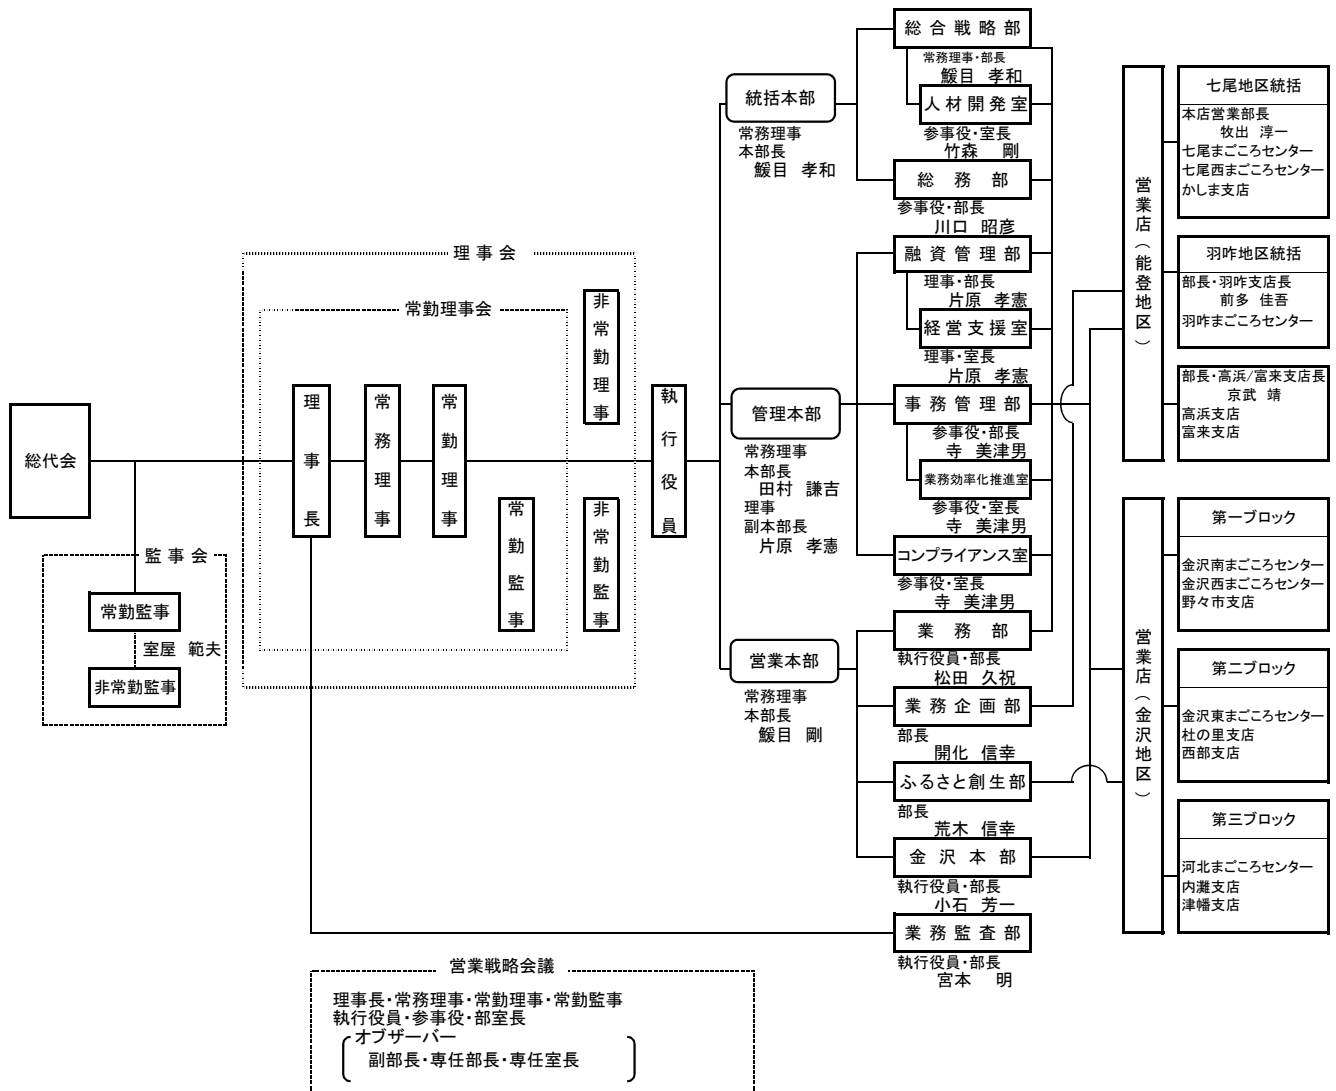 総代会
監事会
常勤監事
室屋 範夫
非常勤監事
理事会
常勤理事会
理事長
常務理事
常勤理事
常勤監事
非常勤理事
非常勤監事
執行役員
統括本部
常務理事
本部長
鰀目 孝和
管理本部
常務理事
本部長
田村 謙吉
理事
副本部長
片原 孝憲
営業本部
常務理事
本部長
鰀目 剛
総合戦略部
常務理事・部長
鰀目 孝和
人材開発室
参事役・室長
竹森 剛
総務部
参事役・部長
川口 昭彦
融資管理部
理事・部長
片原 孝憲
経営支援室
理事・室長
片原 孝憲
事務管理部
参事役・部長
寺 美津男
業務効率化推進室
参事役・室長
寺 美津男
コンプライアンス室
参事役・室長
寺 美津男
業務部
執行役員・部長
松田 久祝
業務企画部
部長
開化 信幸
ふるさと創生部
部長
荒木 信幸
金沢本部
執行役員・部長
小石 芳一
業務監査部
執行役員・部長
宮本 明
営業店(能登地区)
七尾地区統括
本店営業部長
牧出 淳一
七尾まごころセンター
七尾西まごころセンター
かしま支店
羽咋地区統括
部長・羽咋支店長
前多 佳吾
羽咋まごころセンター
部長・高浜/富来支店長
京武 靖
高浜支店
富来支店
営業店(金沢地区)
第一ブロック
金沢南まごころセンター
金沢西まごころセンター
野々市支店
第二ブロック
金沢東まごころセンター
杜の里支店
西部支店
第三ブロック
河北まごころセンター
内灘支店
津幡支店
営業戦略会議
理事長・常務理事・常勤理事・常勤監事
執行役員・参事役・部室長
オブザーバー
副部長・専任部長・専任室長